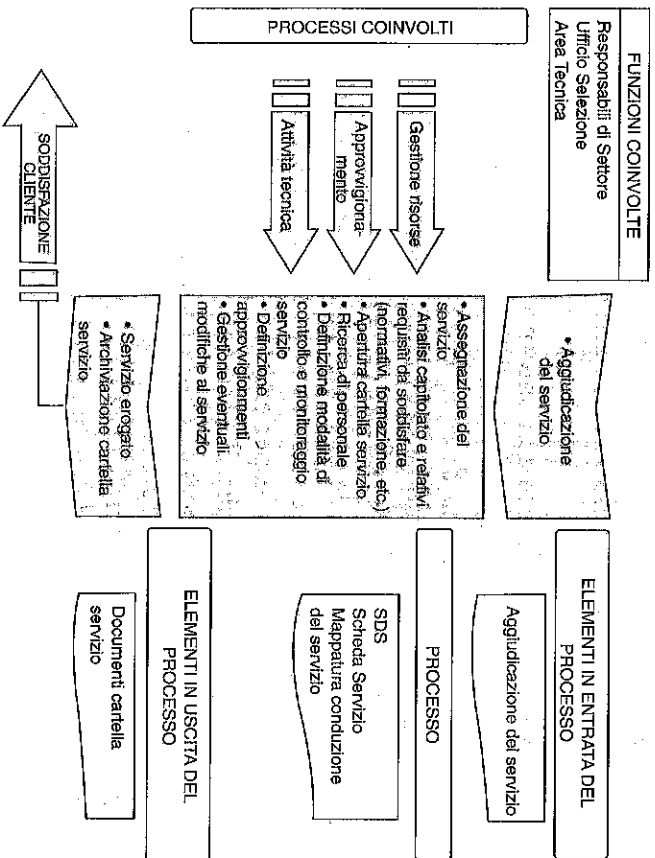 FUNZIONI COINVOLTE
Responsabili di Settore
Ufficio Selezione
Area Tecnica
PROCESSI COINVOLTI
Gestione risorse
Approvvigiona-
mento
Attività tecnica
SODDISFAZIONE
CLIENTE
• Aggiudicazione
del servizio
• Assegnazione del
servizio
• Analisi capitolato e relativi
requisiti da soddisfare
(normativi, formazione, etc.)
• Apertura cartella servizio
• Ricerca di personale
• Definizione modalità di
controllo e monitoraggio
servizio
• Definizione
approvvigionmenti
• Gestione eventuali
modifiche al servizio
• Servizio erogato
• Archiviazione cartella
servizio
ELEMENTI IN ENTRATA DEL
PROCESSO
Aggiudicazione del servizio
PROCESSO
SDS
Scheda Servizio
Mappatura conduzione
del servizio
ELEMENTI IN USCITA DEL
PROCESSO
Documenti cartella
servizio